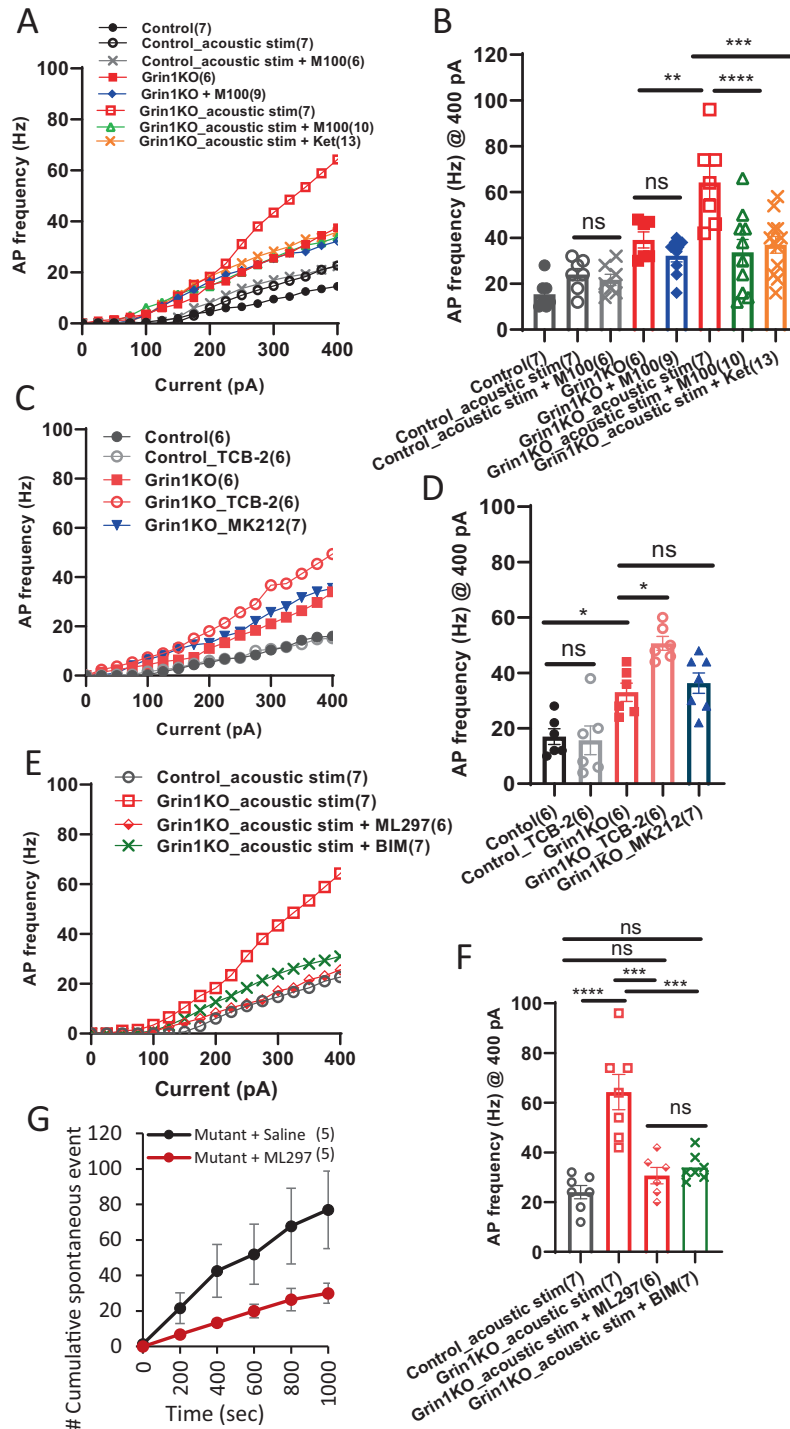 A
Control(7)
Control_acoustic stim(7)
Control_acoustic stim + M100(6)
Grin1KO(6)
Grin1KO + M100(9)
Grin1KO_acoustic stim(7)
Grin1KO_acoustic stim + M100(10)
Grin1KO_acoustic stim + Ket(13)
AP frequency (Hz)
100
80
60
40
20
0
0 100 200 300 400
Current (pA)
B
AP frequency (Hz) @ 400 pA
120
100
80
60
40
20
0
ns
ns
**
****
***
Control(7)
Control_acoustic stim(7)
Control_acoustic stim + M100(6)
Grin1KO(6)
Grin1KO + M100(9)
Grin1KO_acoustic stim(7)
Grin1KO_acoustic stim + M100(10)
Grin1KO_acoustic stim + Ket(13)
C
Control(6)
Control_TCB-2(6)
Grin1KO(6)
Grin1KO_TCB-2(6)
Grin1KO_MK212(7)
AP frequency (Hz)
100
80
60
40
20
0
0 100 200 300 400
Current (pA)
D
AP frequency (Hz) @ 400 pA
100
80
60
40
20
0
ns
*
*
ns
Contol(6)
Control_TCB-2(6)
Grin1KO(6)
Grin1KO_TCB-2(6)
Grin1KO_MK212(7)
E
Control_acoustic stim(7)
Grin1KO_acoustic stim(7)
Grin1KO_acoustic stim + ML297(6)
Grin1KO_acoustic stim + BIM(7)
AP frequency (Hz)
100
80
60
40
20
0
0 100 200 300 400
Current (pA)
F
AP frequency (Hz) @ 400 pA
100
80
60
40
20
0
ns
ns
***
****
***
ns
Control_acoustic stim(7)
Grin1KO_acoustic stim(7)
Grin1KO_acoustic stim + ML297(6)
Grin1KO_acoustic stim + BIM(7)
G
Mutant + Saline (5)
Mutant + ML297 (5)
# Cumulative spontaneous event
120
100
80
60
40
20
0
0 200 400 600 800 1000
Time (sec)